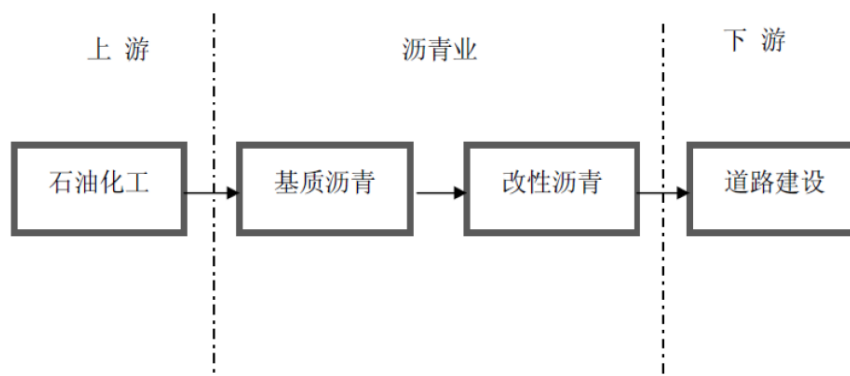 上 游
沥青业
下 游
石油化工
基质沥青
改性沥青
道路建设